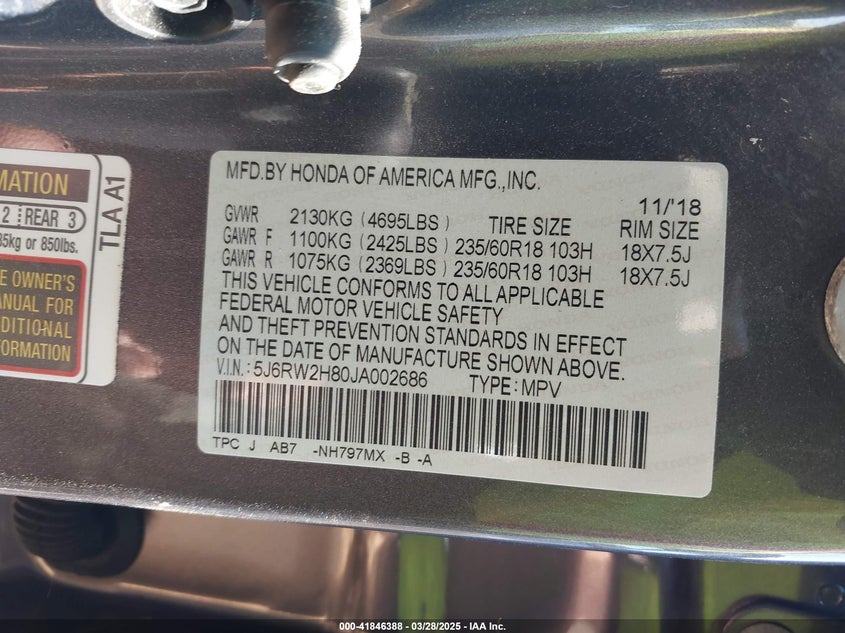 MATION
2 REAR 3
85kg or 850lbs.
E OWNER'S
ANUAL FOR
DDITIONAL
FORMATION
TLA A1
MFD.BY HONDA OF AMERICA MFG.,INC.
11/'18
GVWR 2130KG (4695LBS) TIRE SIZE RIM SIZE
GAWR F 1100KG (2425LBS) 235/60R18 103H 18X7.5J
GAWR R 1075KG (2369LBS) 235/60R18 103H 18X7.5J
THIS VEHICLE CONFORMS TO ALL APPLICABLE
FEDERAL MOTOR VEHICLE SAFETY
AND THEFT PREVENTION STANDARDS IN EFFECT
ON THE DATE OF MANUFACTURE SHOWN ABOVE.
V.I.N.: 5J6RW2H80JA002686 TYPE: MPV
TPC J AB7 -NH797MX -B -A
000-41846388 | 03/28/2025 — IAA Inc.